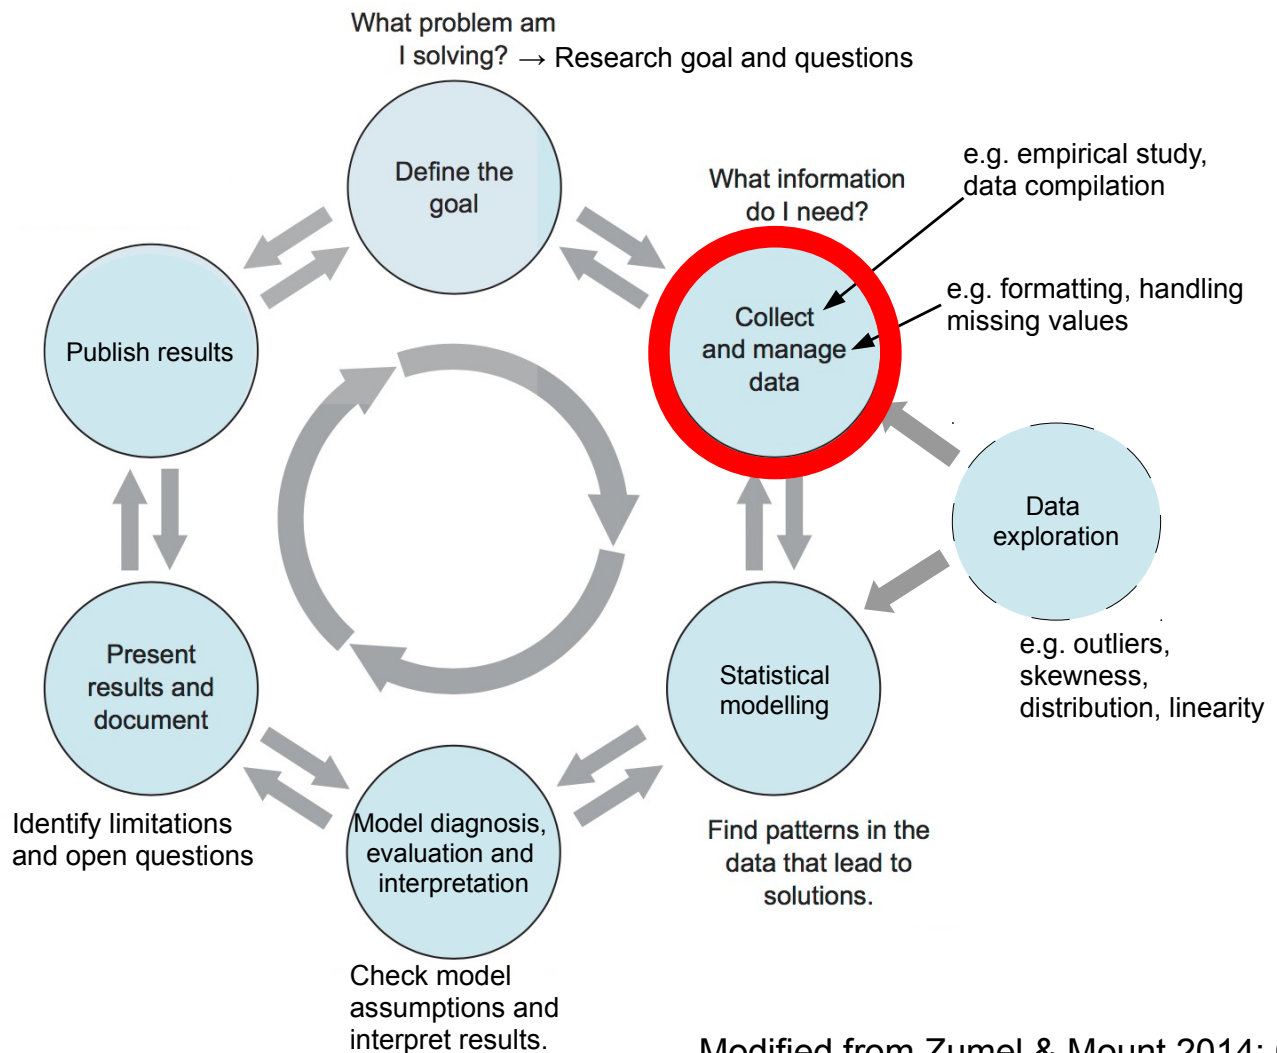 What problem am
I solving? → Research goal and questions
Define the
goal
What information
do I need?
e.g. empirical study,
data compilation
Collect
and manage
data
e.g. formatting, handling
missing values
Data
exploration
e.g. outliers,
skewness,
distribution, linearity
Statistical
modelling
Find patterns in the
data that lead to
solutions.
Model diagnosis,
evaluation and
interpretation
Check model
assumptions and
interpret results.
Present
results and
document
Identify limitations
and open questions
Publish results
Modified from Zumel & Mount 2014: